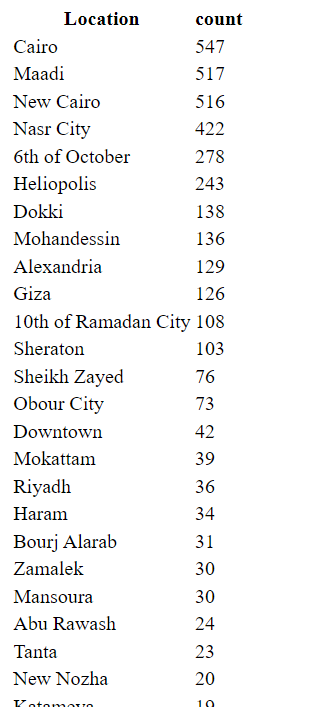 Location count
Cairo 547
Maadi 517
New Cairo 516
Nasr City 422
6th of October 278
Heliopolis 243
Dokki 138
Mohandessin 136
Alexandria 129
Giza 126
10th of Ramadan City 108
Sheraton 103
Sheikh Zayed 76
Obour City 73
Downtown 42
Mokattam 39
Riyadh 36
Haram 34
Bourj Alarab 31
Zamalek 30
Mansoura 30
Abu Rawash 24
Tanta 23
New Nozha 20
Katameya 19